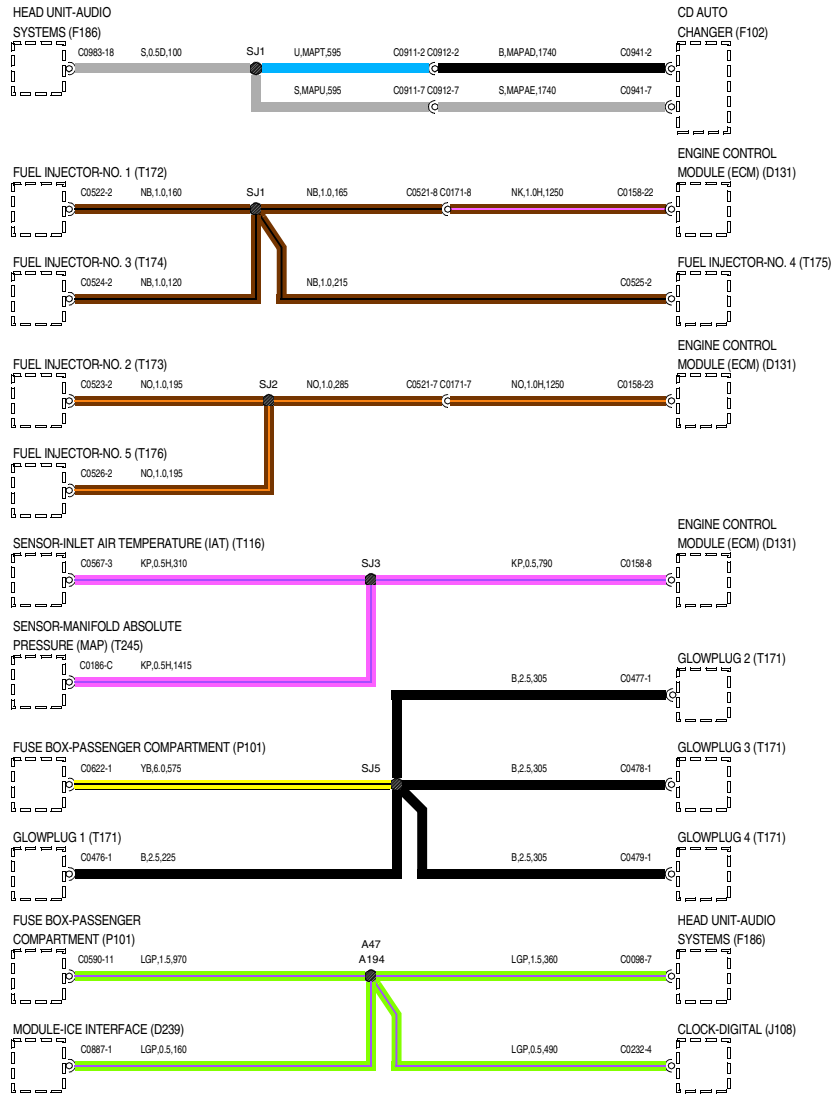 HEAD UNIT-AUDIO
SYSTEMS (F186)
CD AUTO
CHANGER (F102)
C0983-18 S,0.5D,100 SJ1 U,MAPT,595 C0911-2 C0912-2 B,MAPAD,1740 C0941-2
S,MAPU,595 C0911-7 C0912-7 S,MAPAE,1740 C0941-7
FUEL INJECTOR-NO. 1 (T172)
ENGINE CONTROL
MODULE (ECM) (D131)
C0522-2 NB,1.0,160 SJ1 NB,1.0,165 C0521-8 C0171-8 NK,1.0H,1250 C0158-22
FUEL INJECTOR-NO. 3 (T174)
FUEL INJECTOR-NO. 4 (T175)
C0524-2 NB,1.0,120 NB,1.0,215 C0525-2
FUEL INJECTOR-NO. 2 (T173)
ENGINE CONTROL
MODULE (ECM) (D131)
C0523-2 NO,1.0,195 SJ2 NO,1.0,285 C0521-7 C0171-7 NO,1.0H,1250 C0158-23
FUEL INJECTOR-NO. 5 (T176)
C0526-2 NO,1.0,195
SENSOR-INLET AIR TEMPERATURE (IAT) (T116)
ENGINE CONTROL
MODULE (ECM) (D131)
C0567-3 KP,0.5H,310 SJ3 KP,0.5,790 C0158-8
SENSOR-MANIFOLD ABSOLUTE
PRESSURE (MAP) (T245)
C0186-C KP,0.5H,1415
GLOWPLUG 2 (T171)
B,2.5,305 C0477-1
FUSE BOX-PASSENGER COMPARTMENT (P101)
GLOWPLUG 3 (T171)
C0622-1 YB,6.0,575 SJ5 B,2.5,305 C0478-1
GLOWPLUG 1 (T171)
GLOWPLUG 4 (T171)
C0476-1 B,2.5,225 B,2.5,305 C0479-1
FUSE BOX-PASSENGER
COMPARTMENT (P101)
HEAD UNIT-AUDIO
SYSTEMS (F186)
A47
C0590-11 LGP,1.5,970 A194 LGP,1.5,360 C0098-7
MODULE-ICE INTERFACE (D239)
CLOCK-DIGITAL (J108)
C0887-1 LGP,0.5,160 LGP,0.5,490 C0232-4